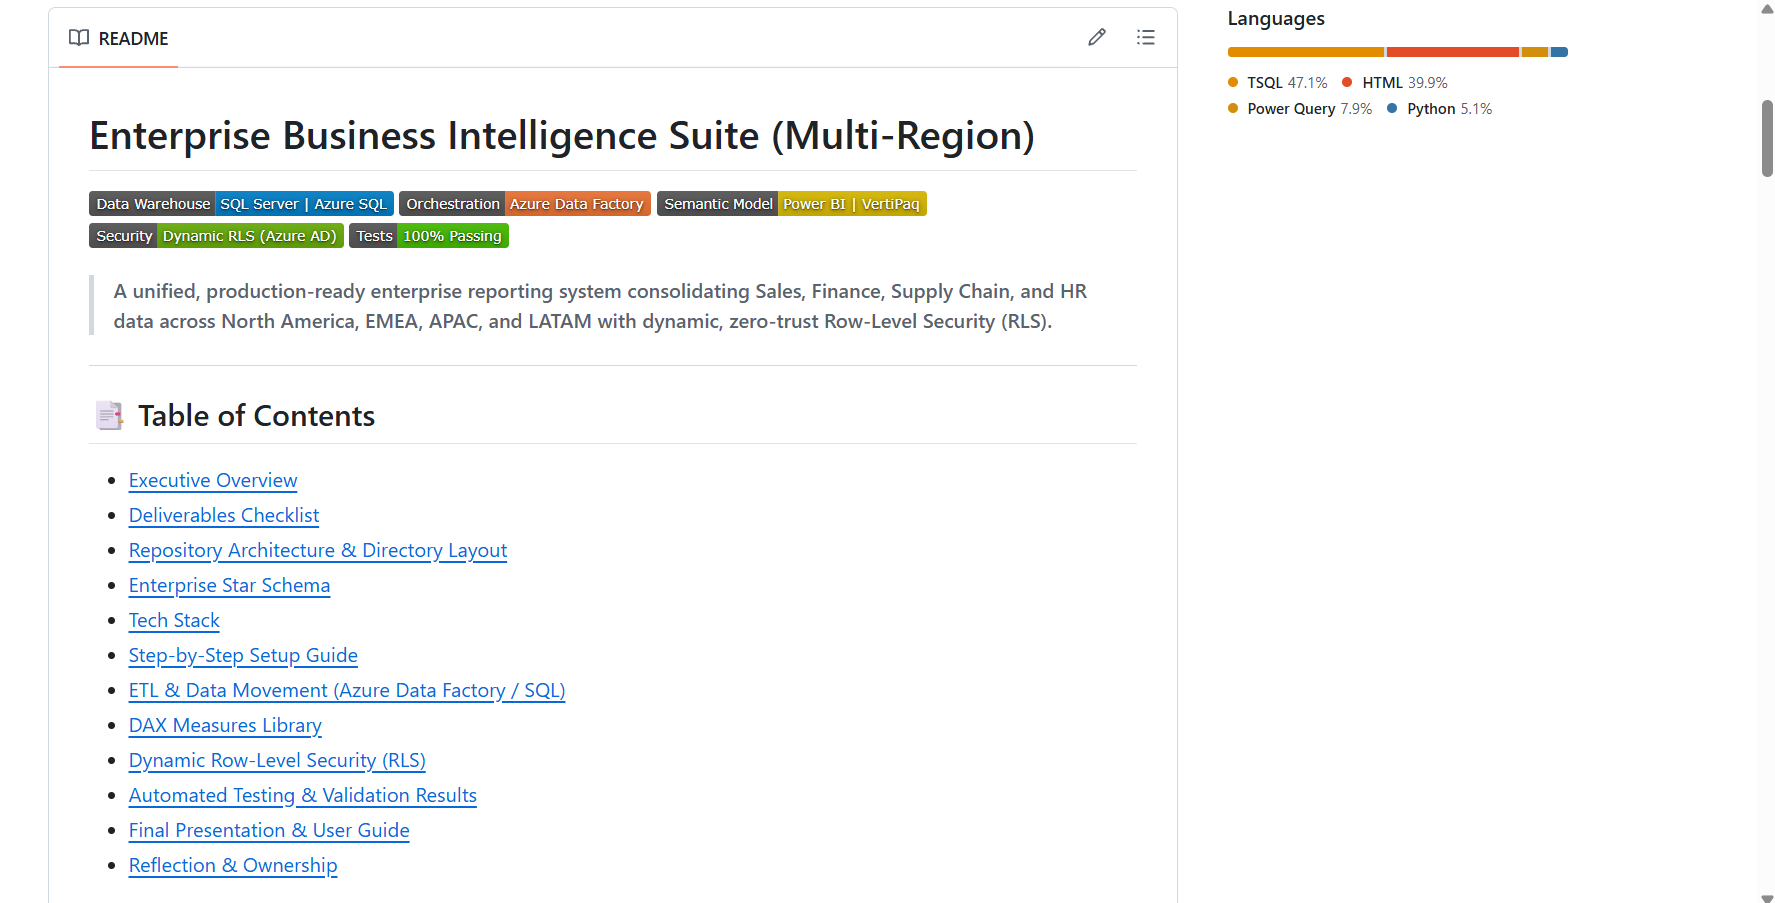 README
Enterprise Business Intelligence Suite (Multi-Region)
Data Warehouse SQL Server | Azure SQL Orchestration Azure Data Factory Semantic Model Power BI | VertiPaq
Security Dynamic RLS (Azure AD) Tests 100% Passing
A unified, production-ready enterprise reporting system consolidating Sales, Finance, Supply Chain, and HR
data across North America, EMEA, APAC, and LATAM with dynamic, zero-trust Row-Level Security (RLS).
Table of Contents
Executive Overview
Deliverables Checklist
Repository Architecture & Directory Layout
Enterprise Star Schema
Tech Stack
Step-by-Step Setup Guide
ETL & Data Movement (Azure Data Factory / SQL)
DAX Measures Library
Dynamic Row-Level Security (RLS)
Automated Testing & Validation Results
Final Presentation & User Guide
Reflection & Ownership
Languages
TSQL 47.1% HTML 39.9%
Power Query 7.9% Python 5.1%